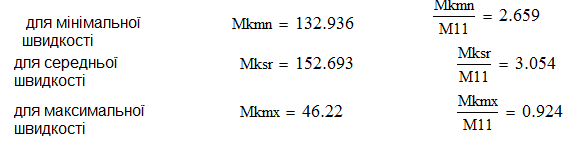 для мінімальної швидкості Mkmn = 132.936 Mkmn/M11 = 2.659
для середньої швидкості Mksr = 152.693 Mksr/M11 = 3.054
для максимальної швидкості Mkmx = 46.22 Mkmx/M11 = 0.924